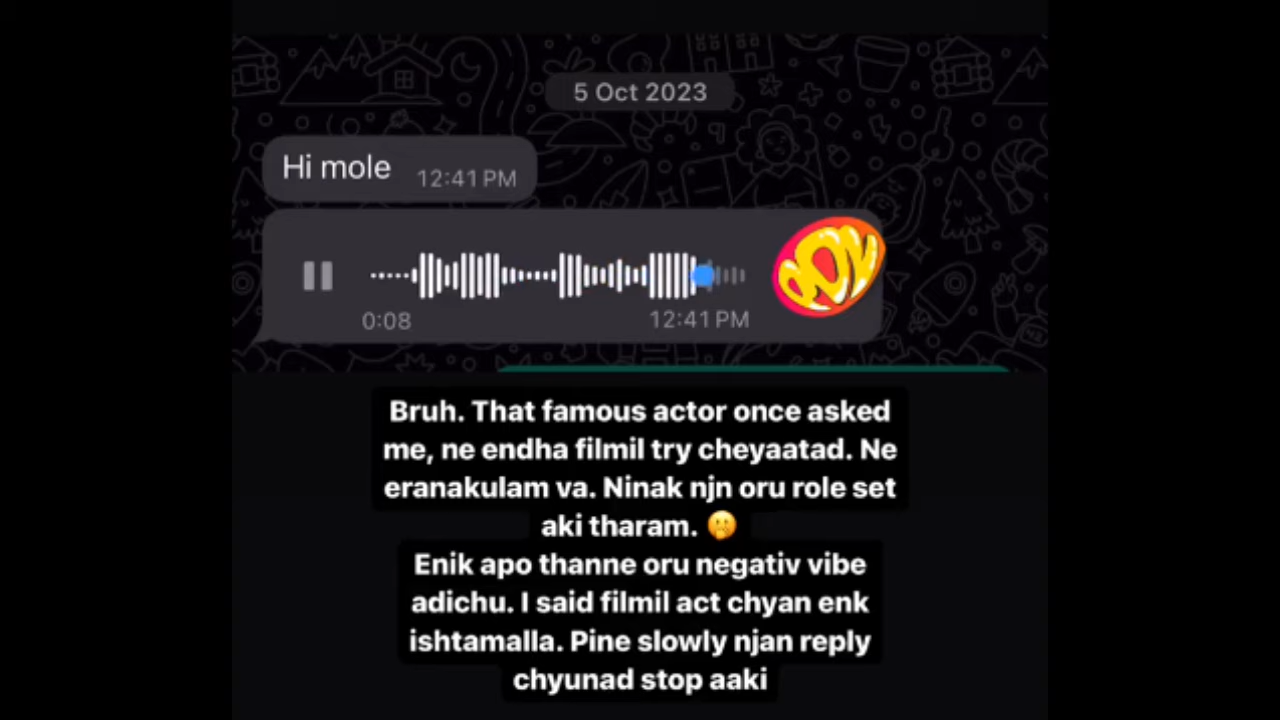 5 Oct 2023
Hi mole 12:41 PM
0:08 12:41 PM
Bruh. That famous actor once asked
me, ne endha filmil try cheyaatad. Ne
eranakulam va. Ninak njn oru role set
aki tharam. 🤫
Enik apo thanne oru negativ vibe
adichu. I said filmil act chyan enk
ishtamalla. Pine slowly njan reply
chyunad stop aaki